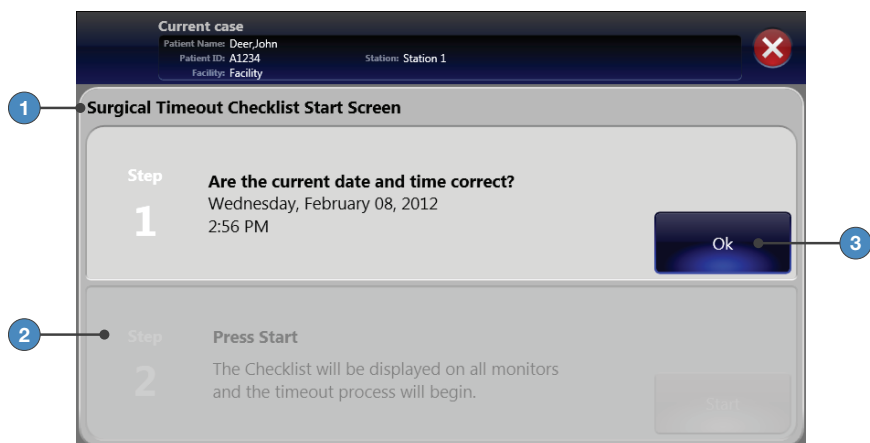 Current case
Patient Name: Deer,John
Patient ID: A1234 Station: Station 1
Facility: Facility
1
Surgical Timeout Checklist Start Screen
Step
1
Are the current date and time correct?
Wednesday, February 08, 2012
2:56 PM
Ok
3
2
Step
2
Press Start
The Checklist will be displayed on all monitors
and the timeout process will begin.
Start